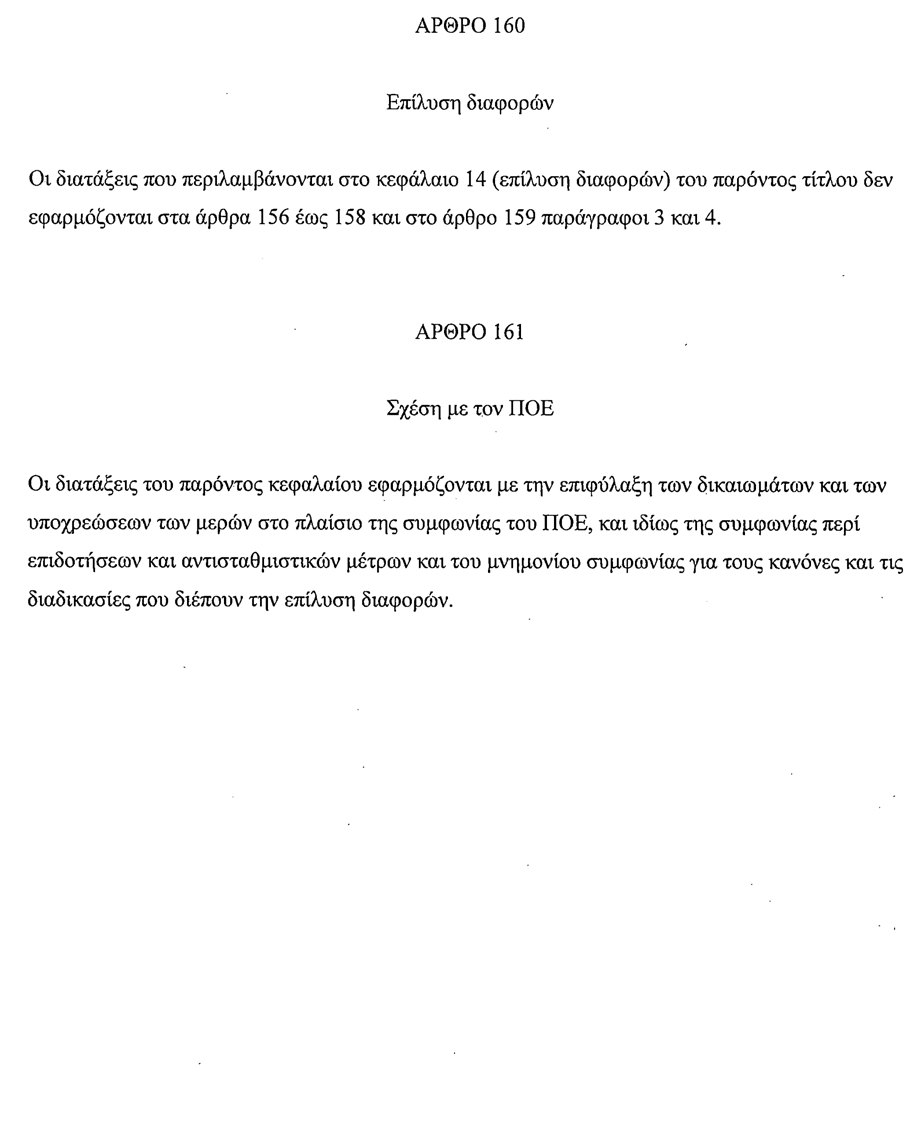 ΑΡΘΡΟ 160
Επίλυση διαφορών
Οι διατάξεις που περιλαμβάνονται στο κεφάλαιο 14 (επίλυση διαφορών) του παρόντος τίτλου δεν
εφαρμόζονται στα άρθρα 156 έως 158 και στο άρθρο 159 παράγραφοι 3 και 4.
ΑΡΘΡΟ 161
Σχέση με τον ΠΟΕ
Οι διατάξεις του παρόντος κεφαλαίου εφαρμόζονται με την επιφύλαξη των δικαιωμάτων και των
υποχρεώσεων των μερών στο πλαίσιο της συμφωνίας του ΠΟΕ, και ιδίως της συμφωνίας περί
επιδοτήσεων και αντισταθμιστικών μέτρων και του μνημονίου συμφωνίας για τους κανόνες και τις
διαδικασίες που διέπουν την επίλυση διαφορών.